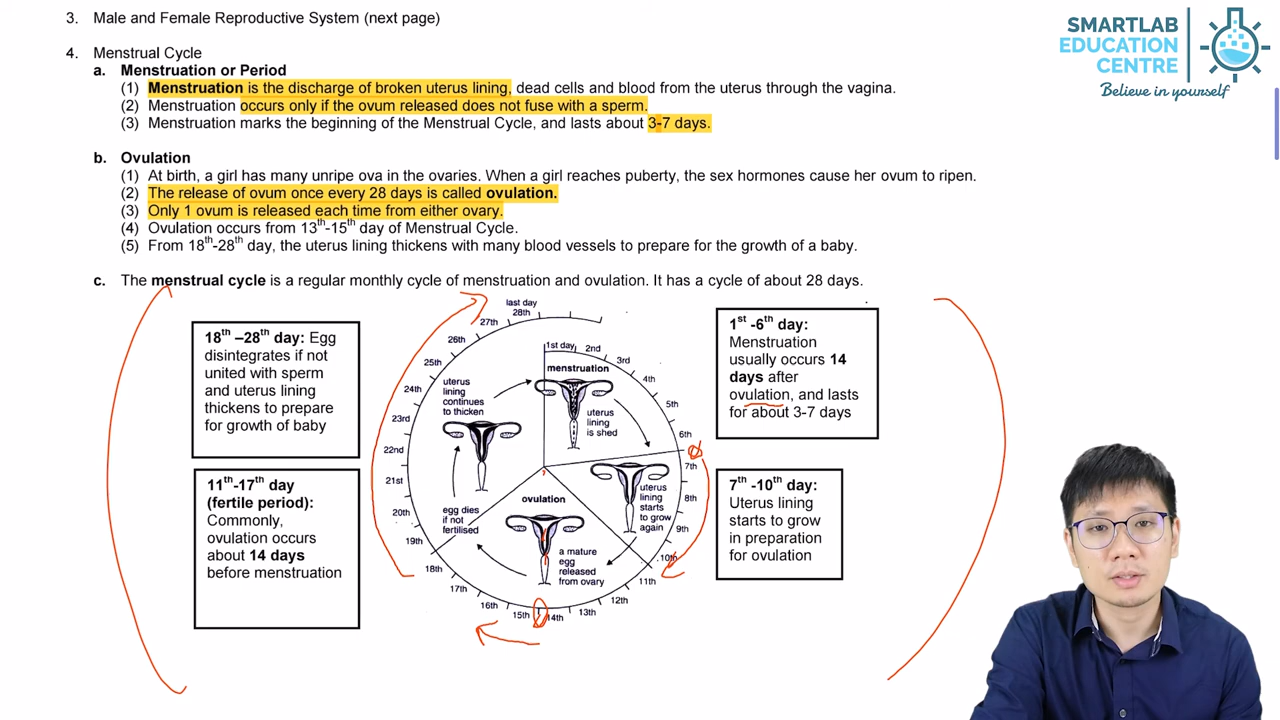 3. Male and Female Reproductive System (next page)
SMARTLAB
EDUCATION
CENTRE
Believe in yourself
4. Menstrual Cycle
a. Menstruation or Period
(1) Menstruation is the discharge of broken uterus lining, dead cells and blood from the uterus through the vagina.
(2) Menstruation occurs only if the ovum released does not fuse with a sperm.
(3) Menstruation marks the beginning of the Menstrual Cycle, and lasts about 3-7 days.
b. Ovulation
(1) At birth, a girl has many unripe ova in the ovaries. When a girl reaches puberty, the sex hormones cause her ovum to ripen.
(2) The release of ovum once every 28 days is called ovulation.
(3) Only 1 ovum is released each time from either ovary.
(4) Ovulation occurs from 13th-15th day of Menstrual Cycle.
(5) From 18th-28th day, the uterus lining thickens with many blood vessels to prepare for the growth of a baby.
c. The menstrual cycle is a regular monthly cycle of menstruation and ovulation. It has a cycle of about 28 days.
18th –28th day: Egg
disintegrates if not
united with sperm
and uterus lining
thickens to prepare
for growth of baby
11th-17th day
(fertile period):
Commonly,
ovulation occurs
about 14 days
before menstruation
last day
28th
1st day
2nd
3rd
4th
5th
6th
7th
8th
9th
10th
11th
12th
13th
14th
15th
16th
17th
18th
19th
20th
21st
22nd
23rd
24th
25th
26th
27th
menstruation
uterus
lining
is shed
uterus
lining
starts
to grow
again
ovulation
a mature
egg
released
from ovary
egg dies
if not
fertilised
uterus
lining
continues
to thicken
1st -6th day:
Menstruation
usually occurs 14
days after
ovulation, and lasts
for about 3-7 days
7th -10th day:
Uterus lining
starts to grow
in preparation
for ovulation